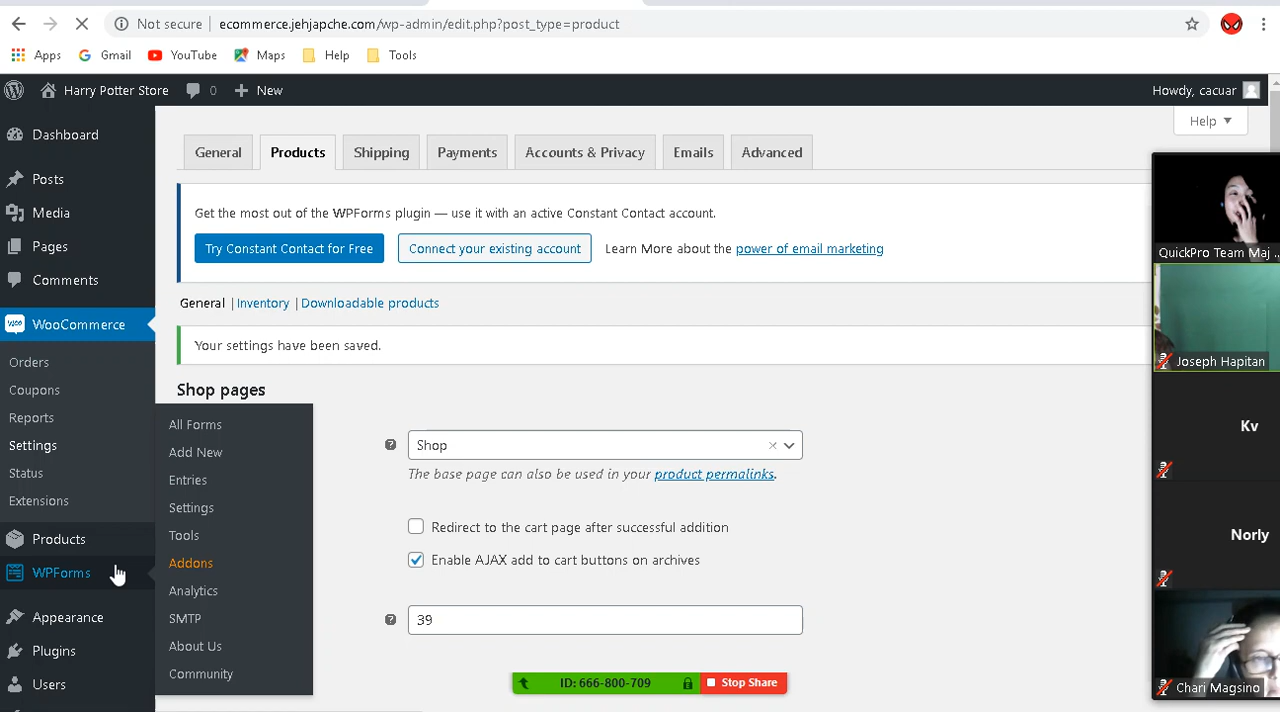 Not secure ecommerce.jehjapche.com/wp-admin/edit.php?post_type=product
Apps Gmail YouTube Maps Help Tools
Harry Potter Store 0 New Howdy, cacuar
Help
Dashboard
Posts
Media
Pages
Comments
WooCommerce
Orders
Coupons
Reports
Settings
Status
Extensions
Products
WPForms
Appearance
Plugins
Users
All Forms
Add New
Entries
Settings
Tools
Addons
Analytics
SMTP
About Us
Community
General Products Shipping Payments Accounts & Privacy Emails Advanced
Get the most out of the WPForms plugin — use it with an active Constant Contact account.
Try Constant Contact for Free Connect your existing account Learn More about the power of email marketing
General | Inventory | Downloadable products
Your settings have been saved.
Shop pages
Shop
The base page can also be used in your product permalinks.
Redirect to the cart page after successful addition
Enable AJAX add to cart buttons on archives
39
ID: 666-800-709 Stop Share
QuickPro Team Maj ...
Joseph Hapitan
Kv
Norly
Chari Magsino